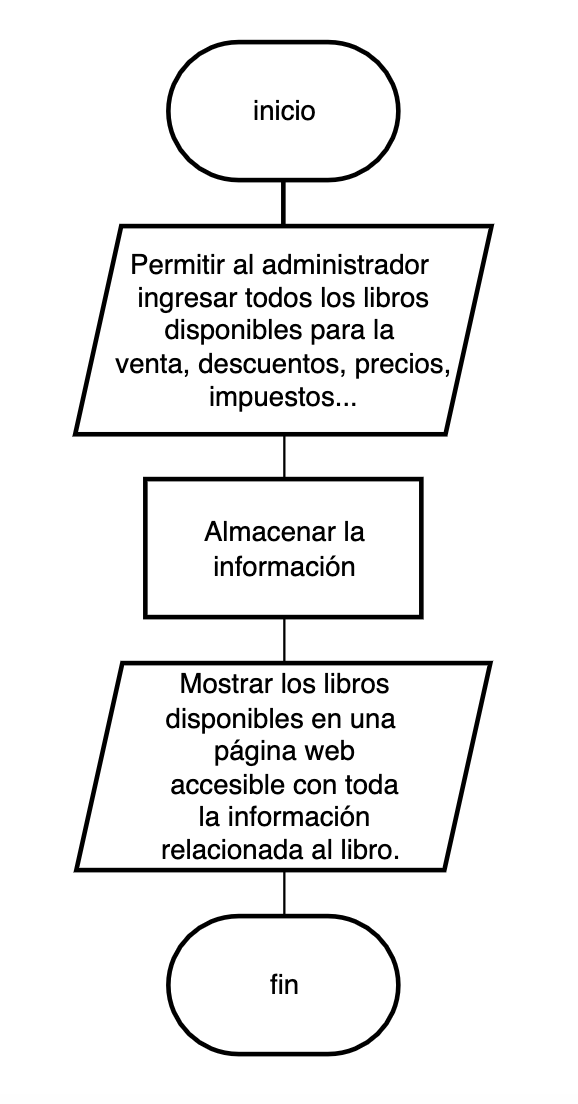 inicio
Permitir al administrador
ingresar todos los libros
disponibles para la
venta, descuentos, precios,
impuestos...
Almacenar la
información
Mostrar los libros
disponibles en una
página web
accesible con toda
la información
relacionada al libro.
fin